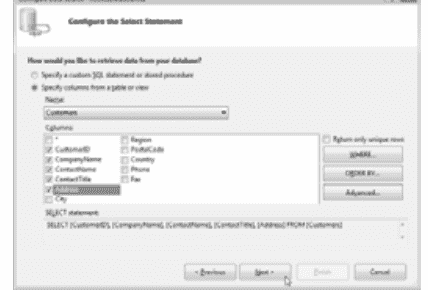 Configure the Select Statement
How would you like to retrieve data from your database?
Specify a custom SQL statement or stored procedure
Specify columns from a table or view
Name:
Customers
Columns:
*
CustomerID
CompanyName
ContactName
ContactTitle
Address
City
Region
PostalCode
Country
Phone
Fax
Return only unique rows
WHERE...
ORDER BY...
Advanced...
SELECT statement:
SELECT [CustomerID], [CompanyName], [ContactName], [ContactTitle], [Address] FROM [Customers]
< Previous
Next >
Finish
Cancel